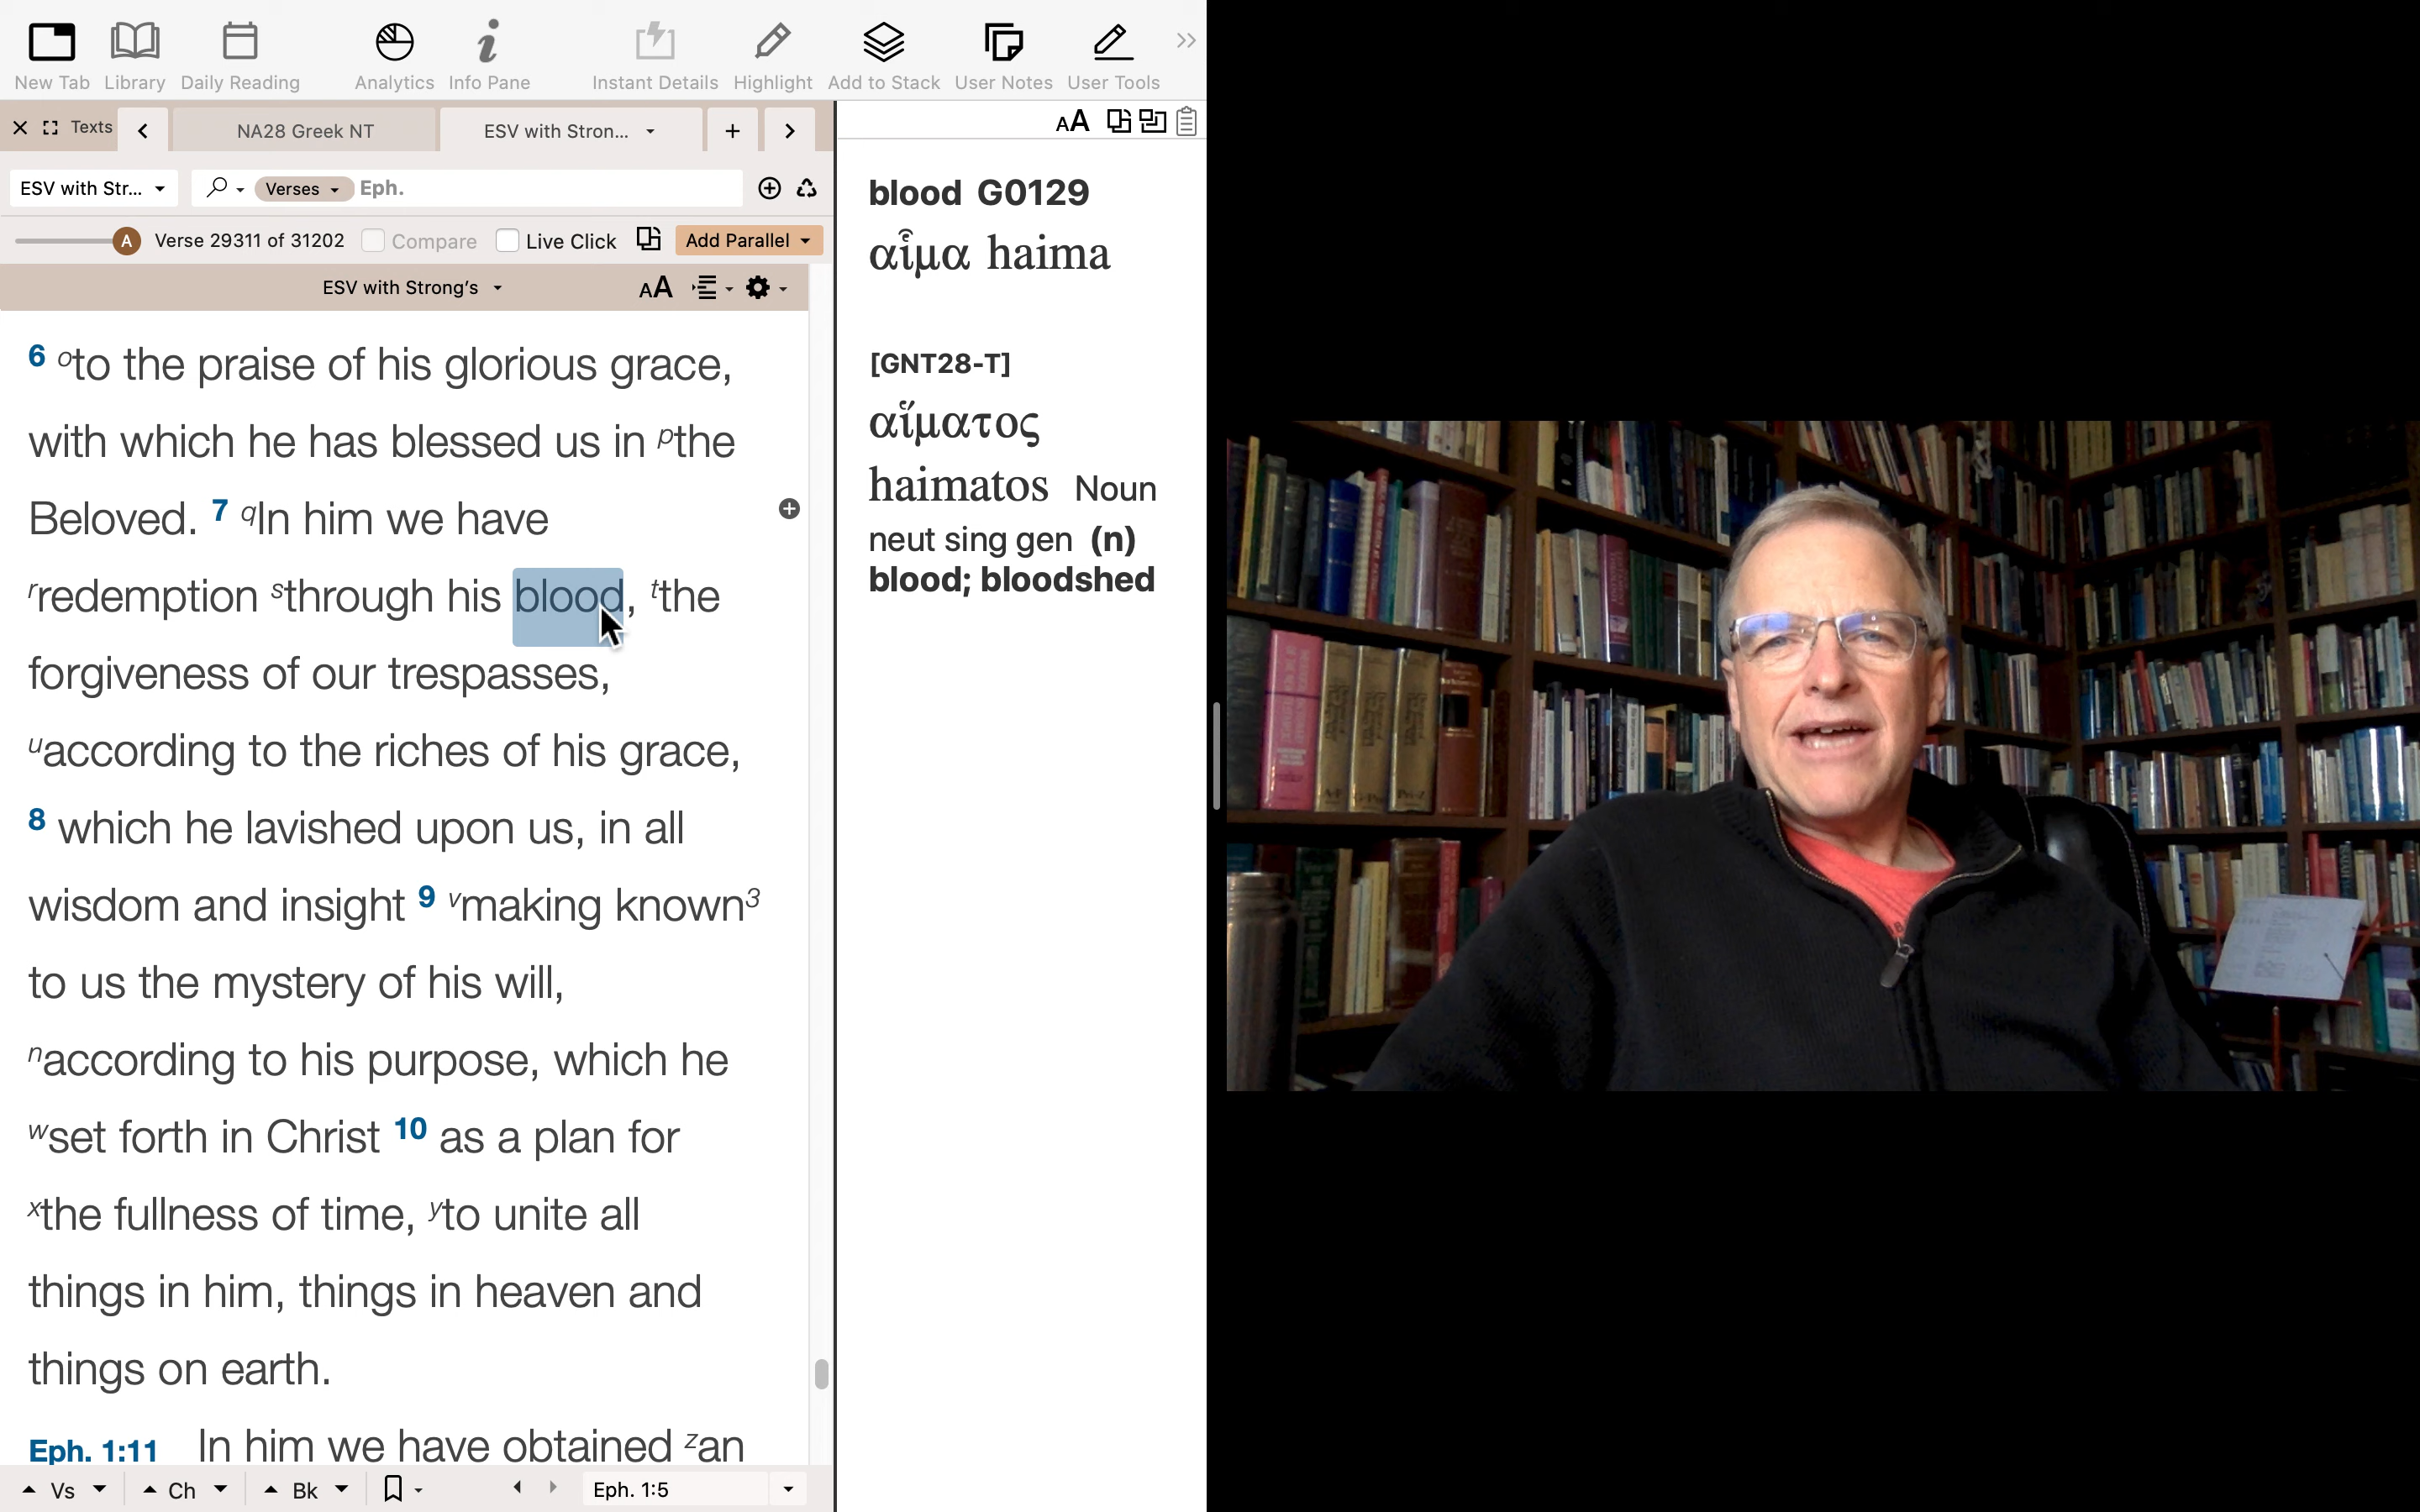 New Tab Library Daily Reading Analytics Info Pane Instant Details Highlight Add to Stack User Notes User Tools
Texts NA28 Greek NT ESV with Stron...
ESV with Str... Verses Eph.
A Verse 29311 of 31202 Compare Live Click Add Parallel
ESV with Strong's AA
6 oto the praise of his glorious grace,
with which he has blessed us in pthe
Beloved. 7 qIn him we have
rredemption sthrough his blood, tthe
forgiveness of our trespasses,
uaccording to the riches of his grace,
8 which he lavished upon us, in all
wisdom and insight 9 vmaking known3
to us the mystery of his will,
naccording to his purpose, which he
wset forth in Christ 10 as a plan for
xthe fullness of time, yto unite all
things in him, things in heaven and
things on earth.
Eph. 1:11 In him we have obtained zan
Vs Ch Bk Eph. 1:5
AA
blood G0129
αἷμα haima
[GNT28-T]
αἵματος
haimatos Noun
neut sing gen (n)
blood; bloodshed